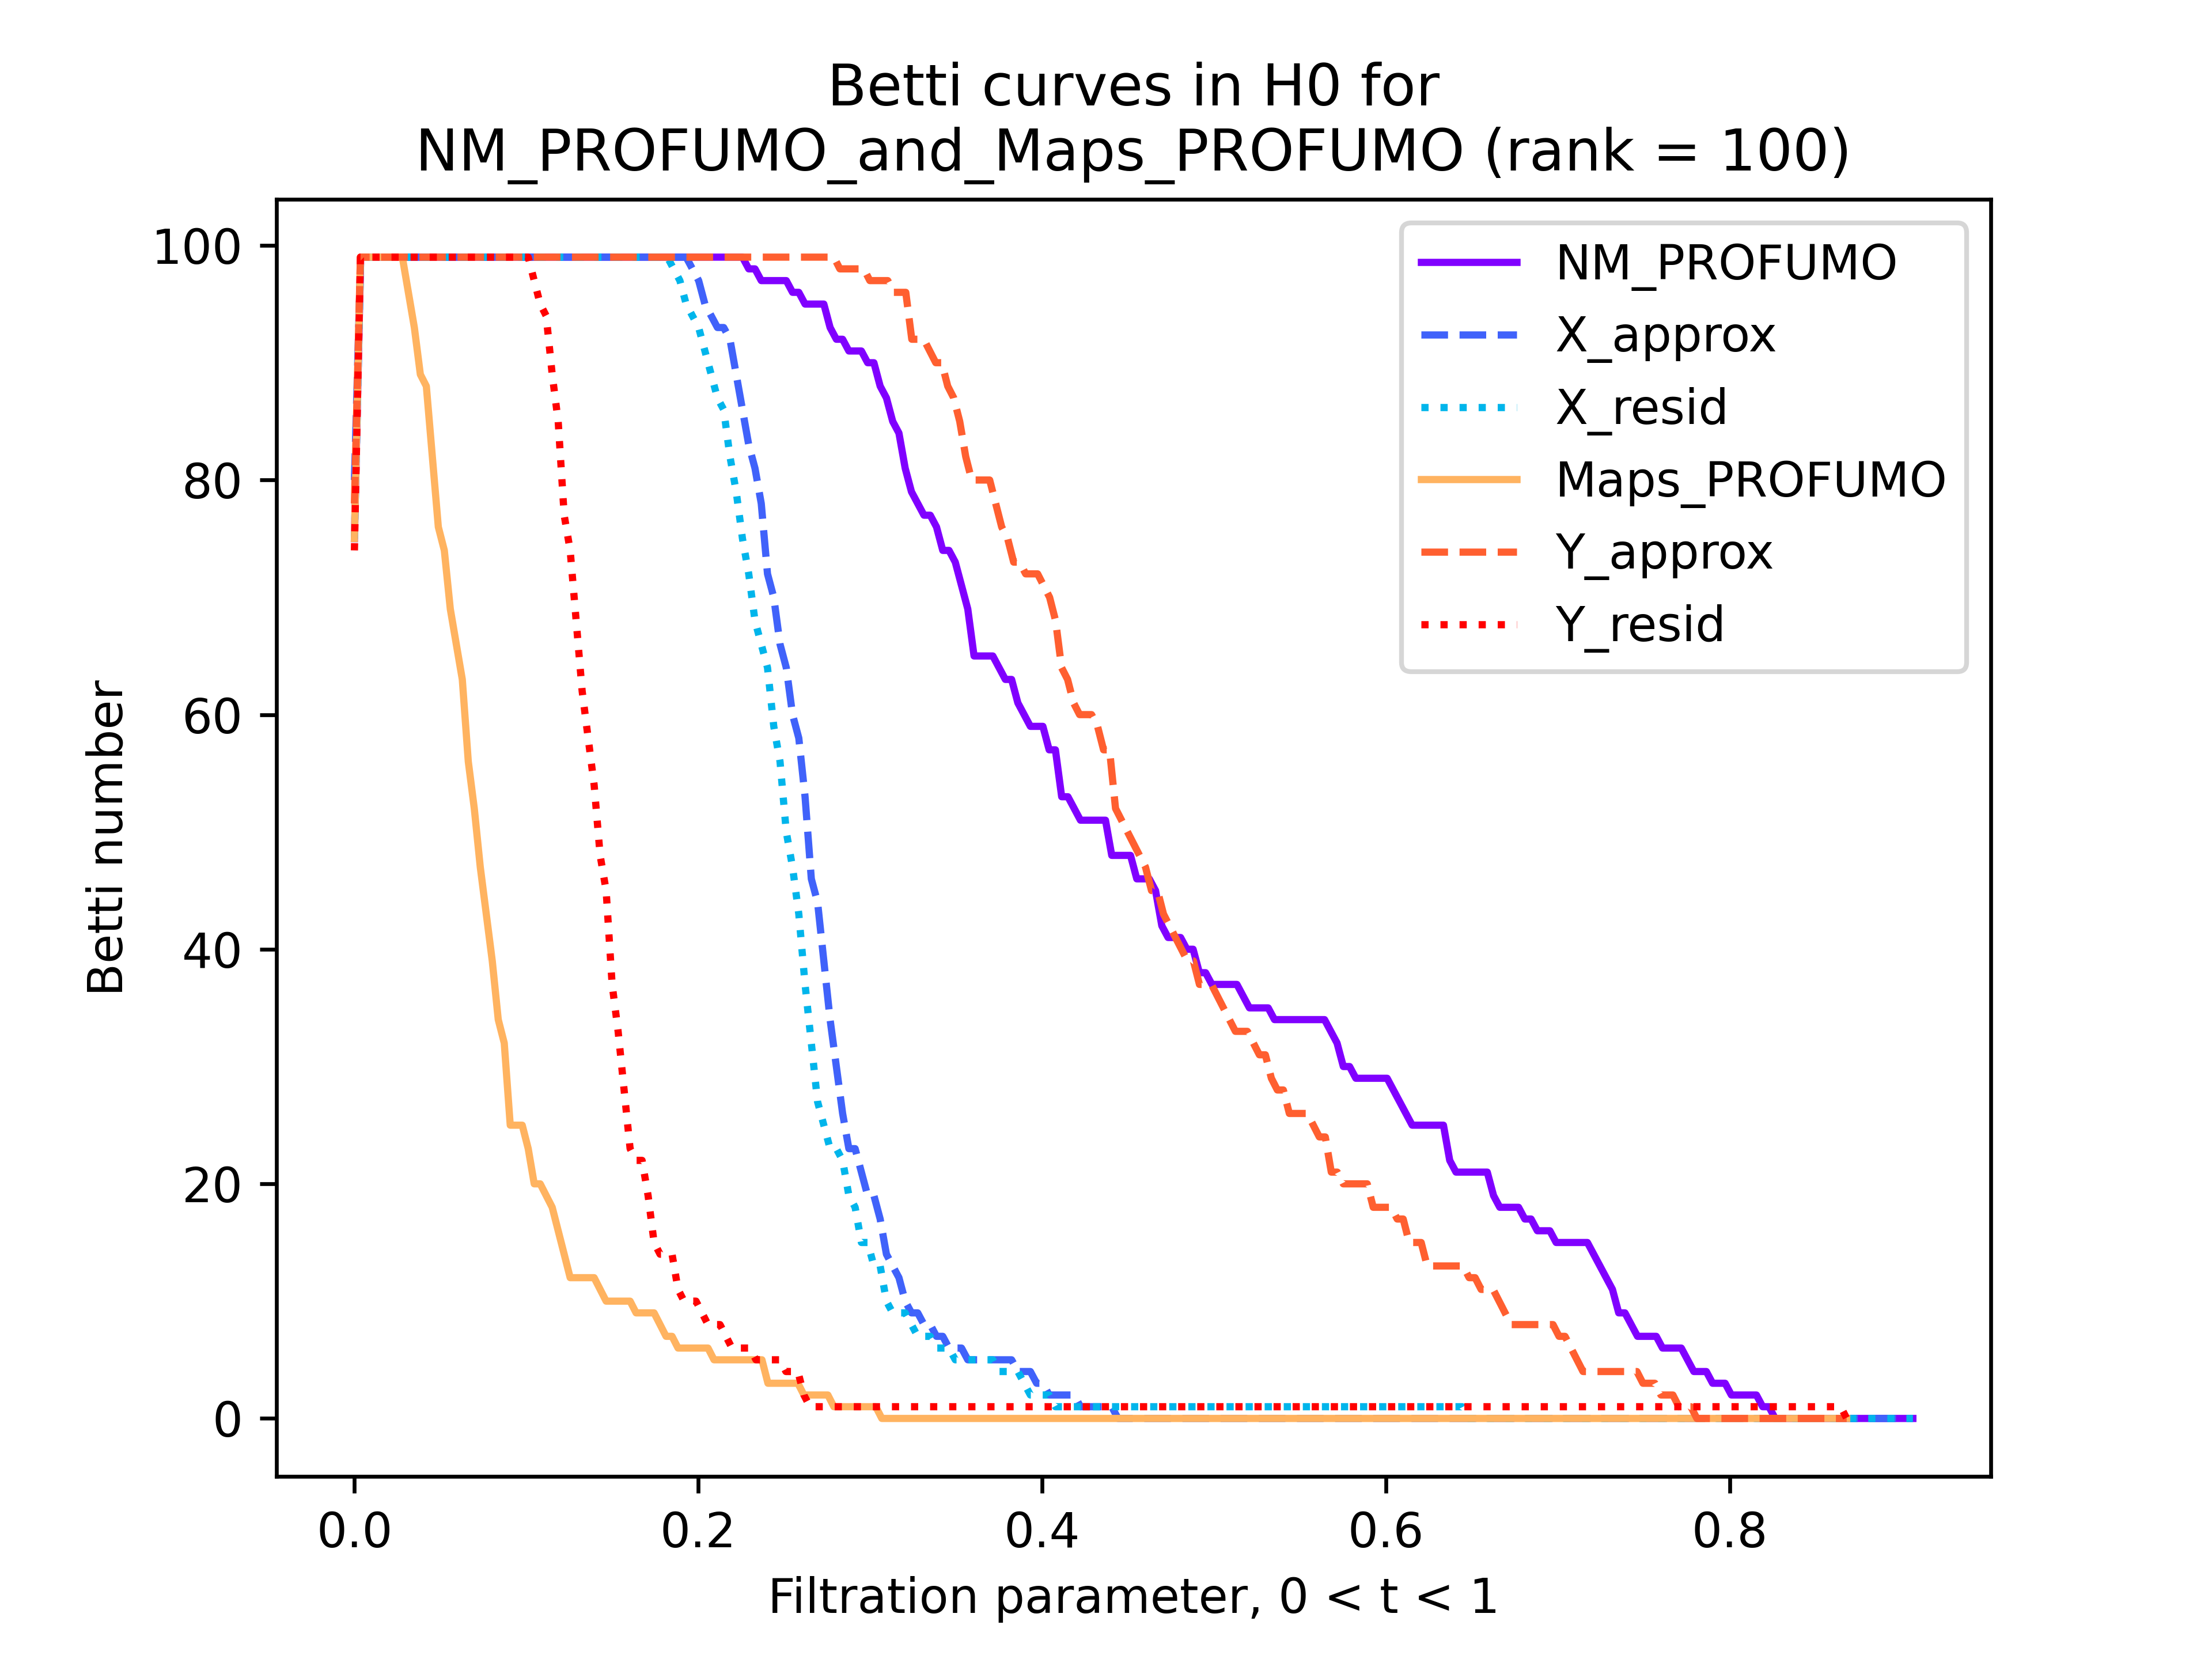 Betti curves in H0 for
NM_PROFUMO_and_Maps_PROFUMO (rank = 100)
100
80
60
40
20
0
Betti number
NM_PROFUMO
X_approx
X_resid
Maps_PROFUMO
Y_approx
Y_resid
0.0 0.2 0.4 0.6 0.8
Filtration parameter, 0 < t < 1